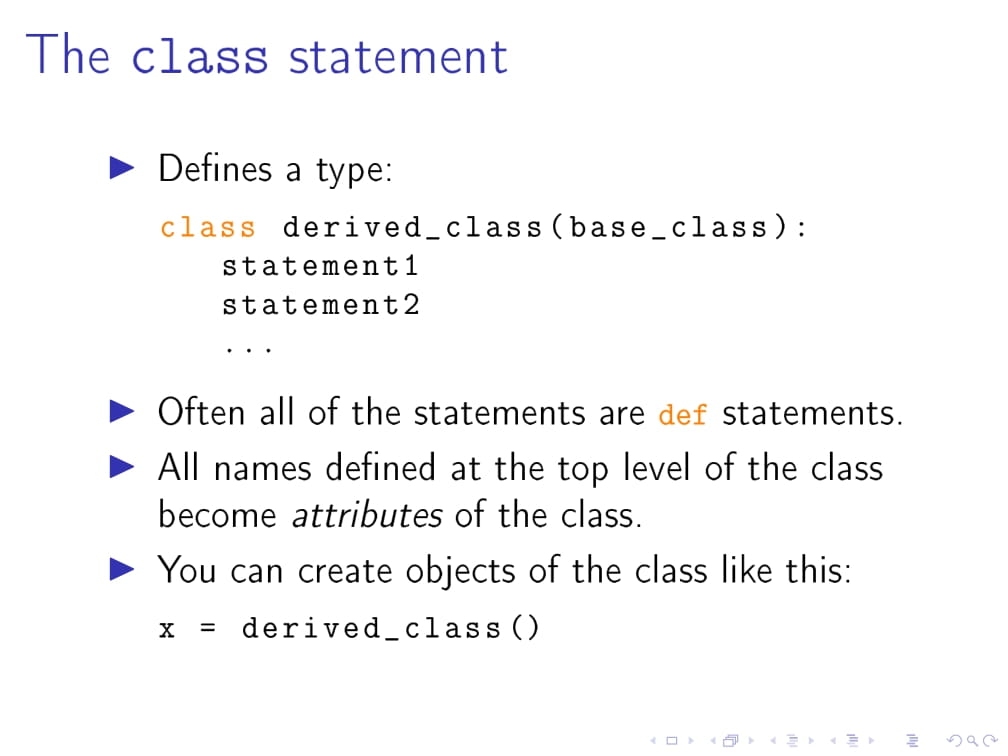 The class statement
Defines a type:
class derived_class(base_class):
statement1
statement2
...
Often all of the statements are def statements.
All names defined at the top level of the class
become attributes of the class.
You can create objects of the class like this:
x = derived_class()